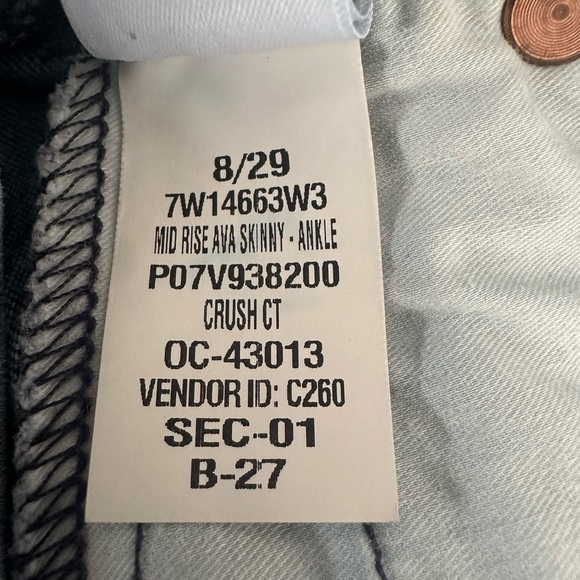 8/29
7W14663W3
MID RISE AVA SKINNY - ANKLE
P07V938200
CRUSH CT
OC-43013
VENDOR ID: C260
SEC-01
B-27